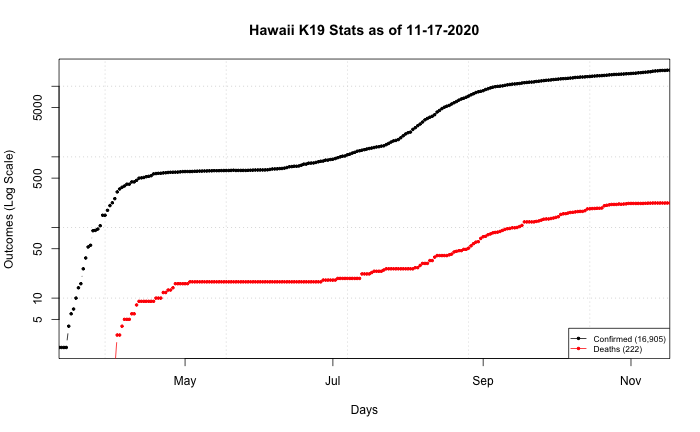 Hawaii K19 Stats as of 11-17-2020
Outcomes (Log Scale)
5000
500
50
10
5
May
Jul
Sep
Nov
Days
Confirmed (16,905)
Deaths (222)